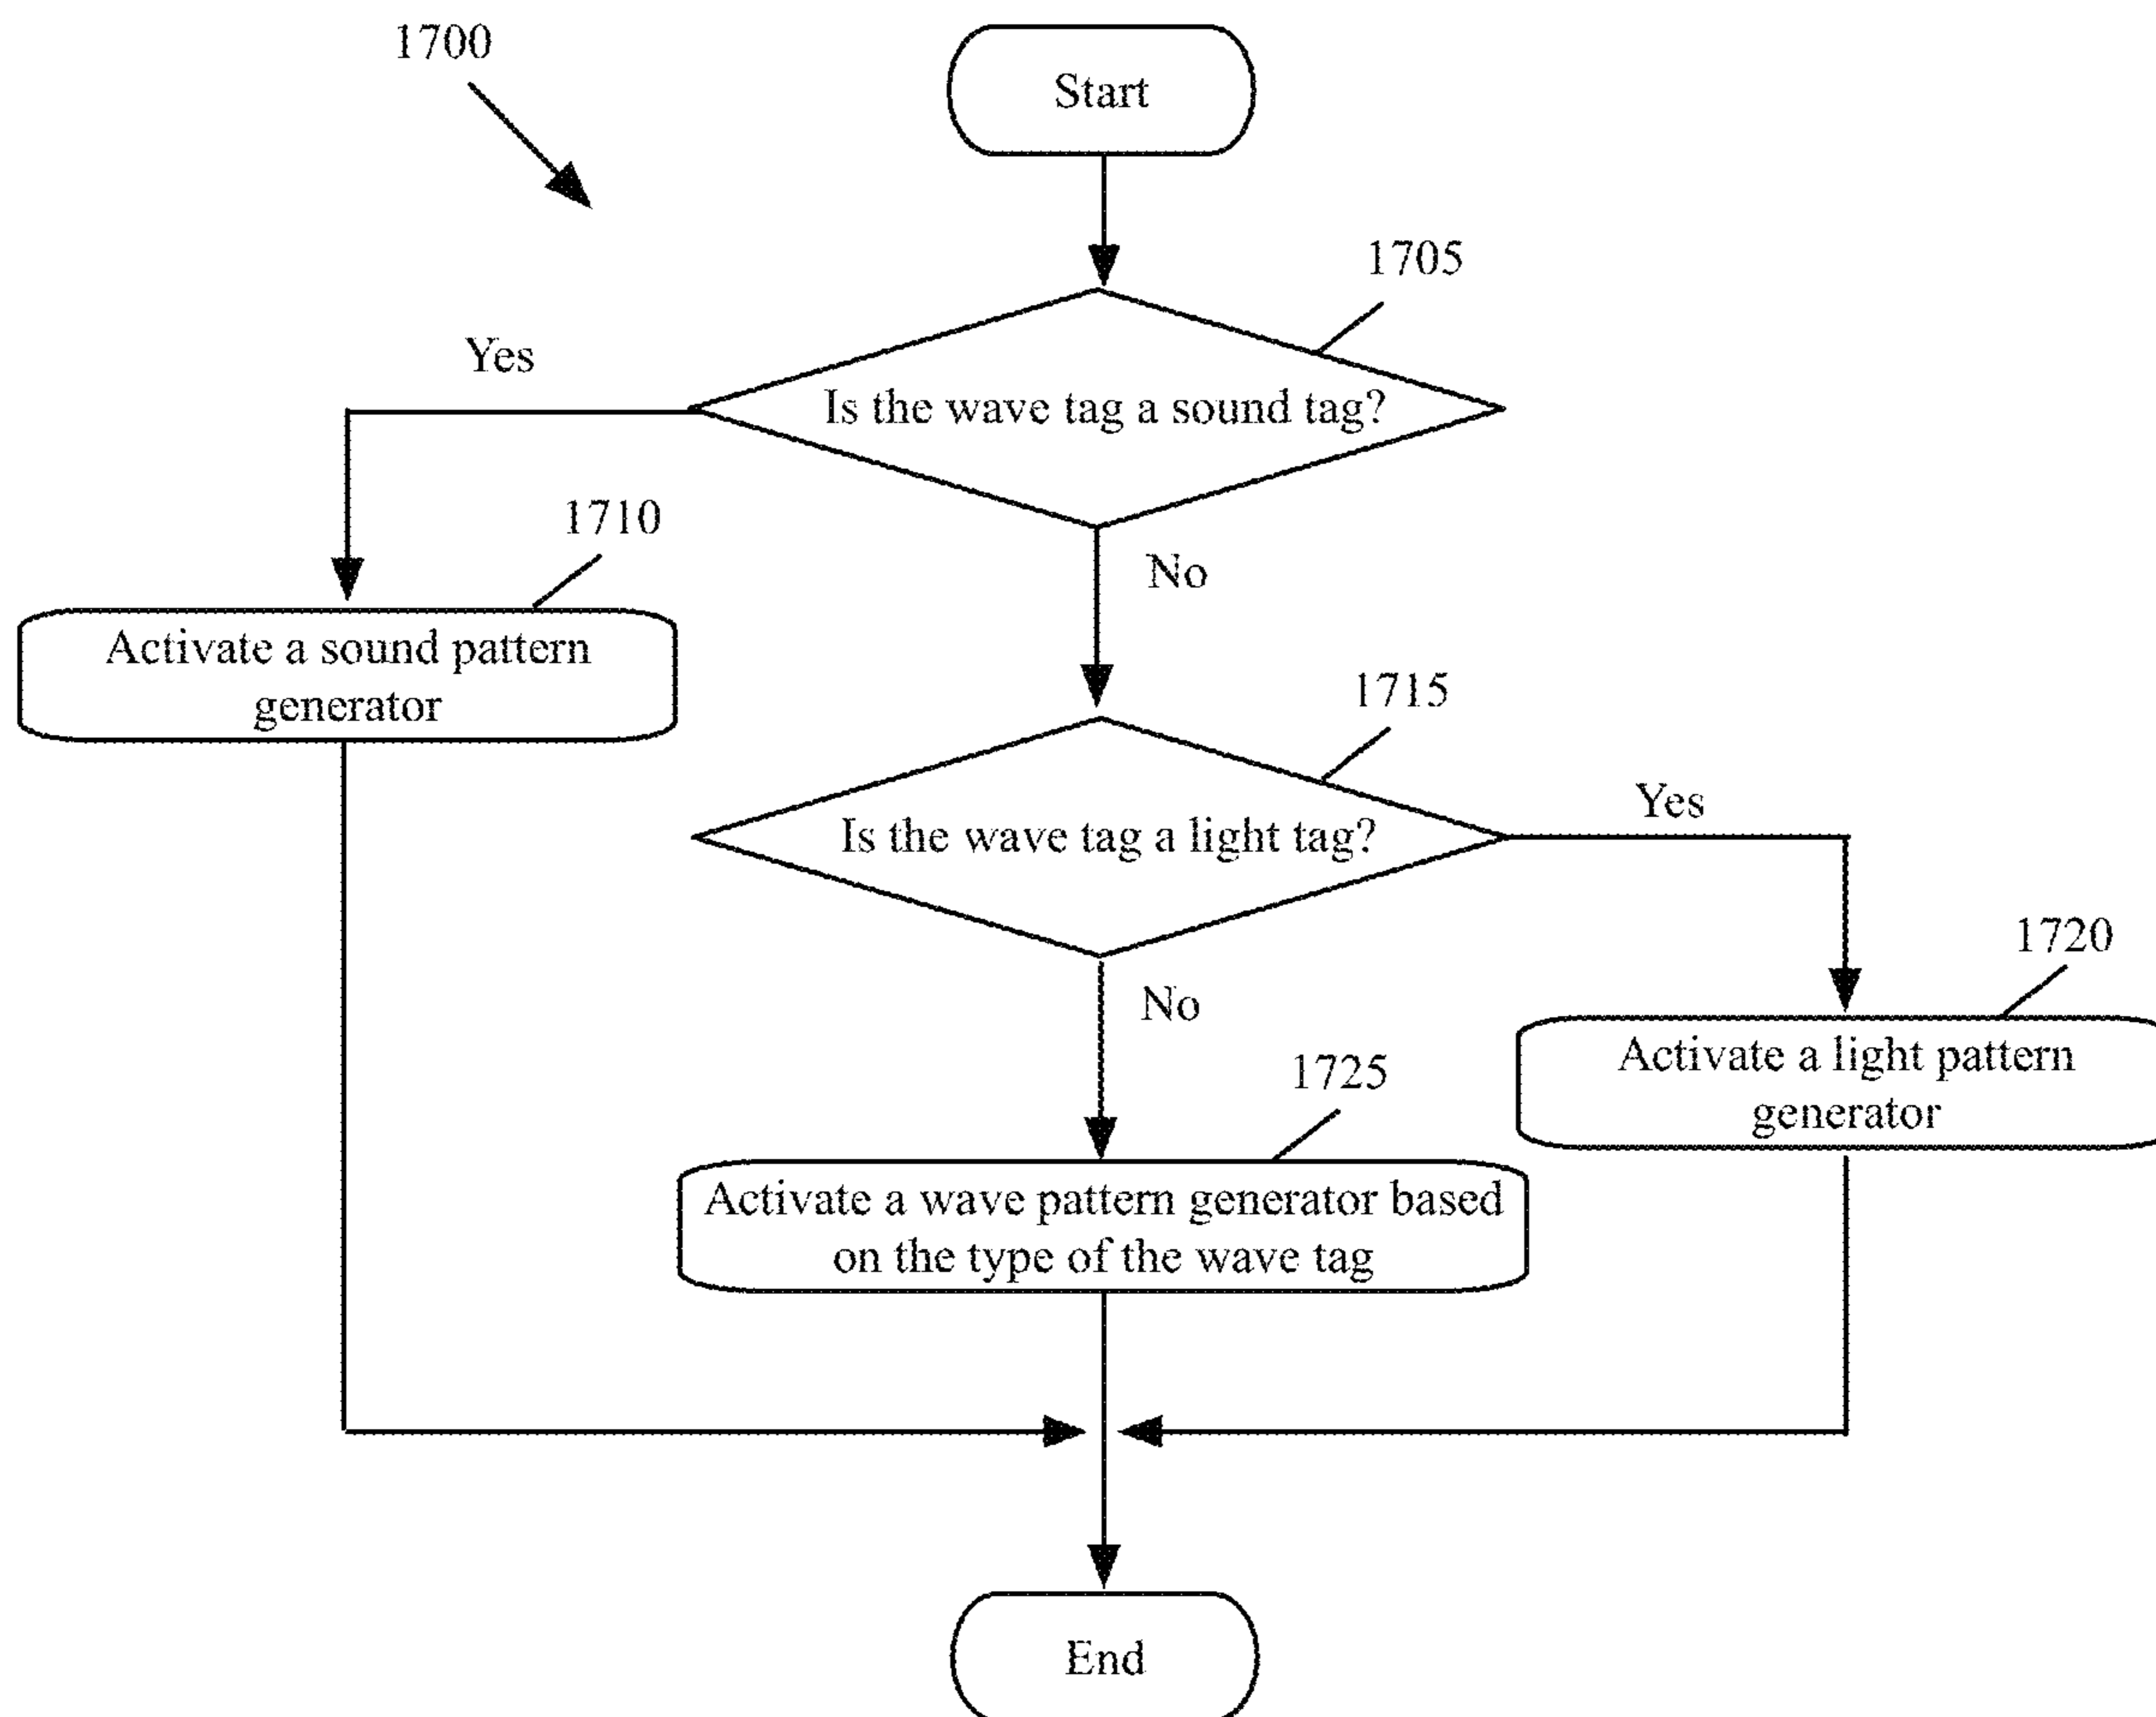 1700
Start
1705
Yes
Is the wave tag a sound tag?
1710
No
Activate a sound pattern
generator
1715
Yes
Is the wave tag a light tag?
1720
No
Activate a light pattern
generator
1725
Activate a wave pattern generator based
on the type of the wave tag
End